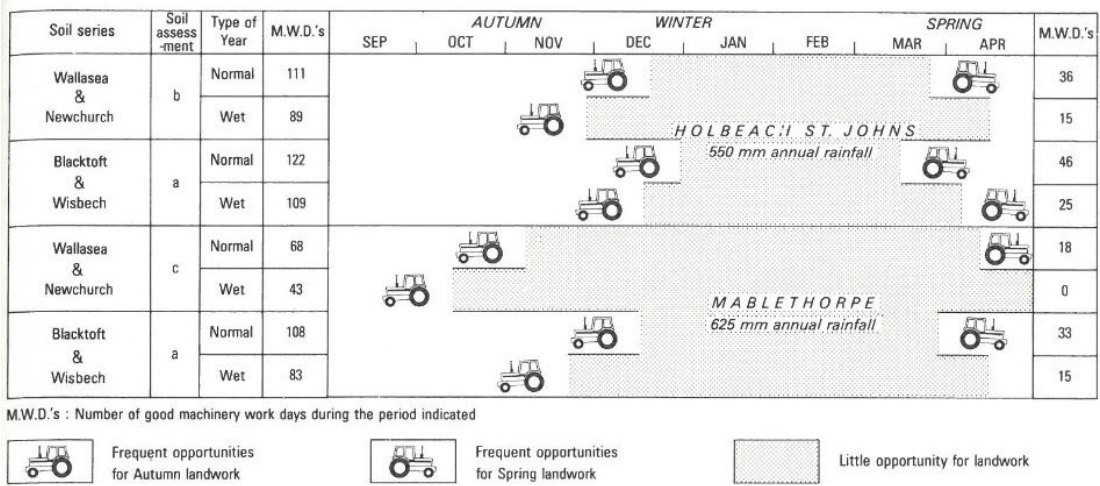 Soil series Soil assess -ment Type of Year M.W.D.'s AUTUMN WINTER SPRING M.W.D.'s
SEP OCT NOV DEC JAN FEB MAR APR
Wallasea & Newchurch b Normal 111 36
Wet 89 15
HOLBEACH ST. JOHNS
550 mm annual rainfall
Blacktoft & Wisbech a Normal 122 46
Wet 109 25
Wallasea & Newchurch c Normal 68 18
Wet 43 0
MABLETHORPE
625 mm annual rainfall
Blacktoft & Wisbech a Normal 108 33
Wet 83 15
M.W.D.'s : Number of good machinery work days during the period indicated
Frequent opportunities
for Autumn landwork
Frequent opportunities
for Spring landwork
Little opportunity for landwork